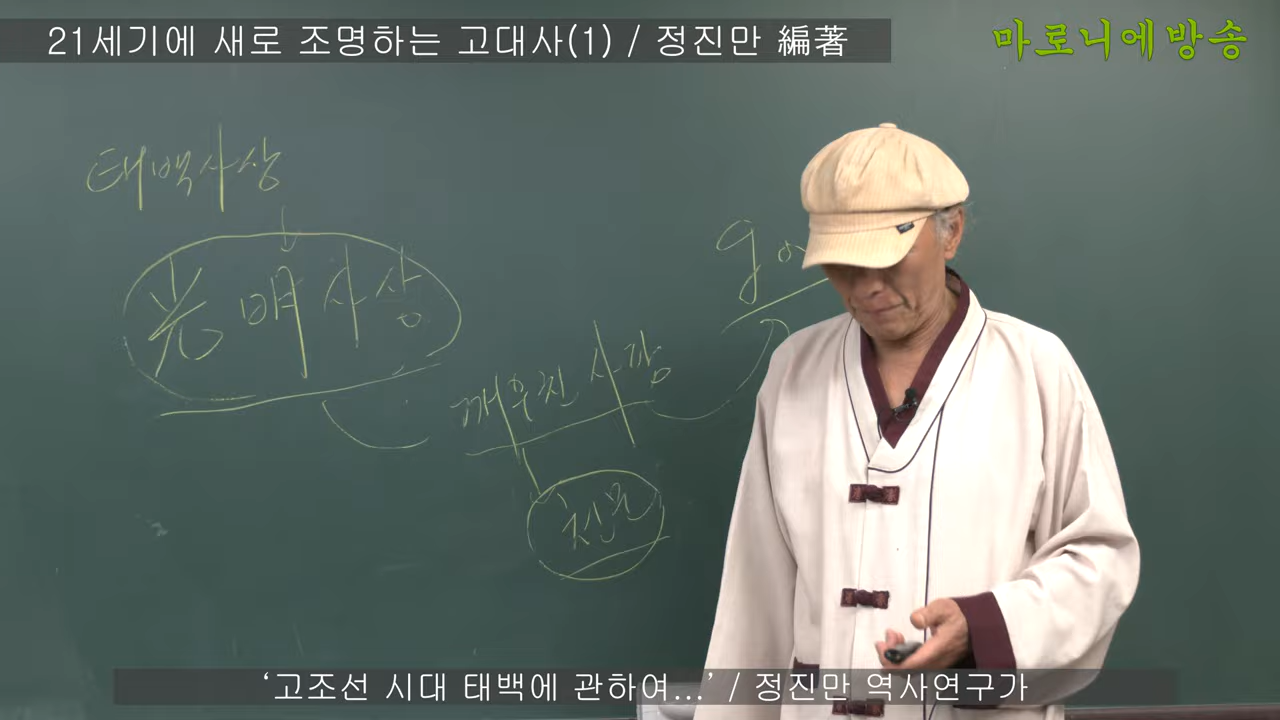 21세기에 새로 조명하는 고대사(1) / 정진만 編著
마로니에방송
태백사상
光明사상
깨우친 사람
천문
‘고조선 시대 태백에 관하여...’ / 정진만 역사연구가